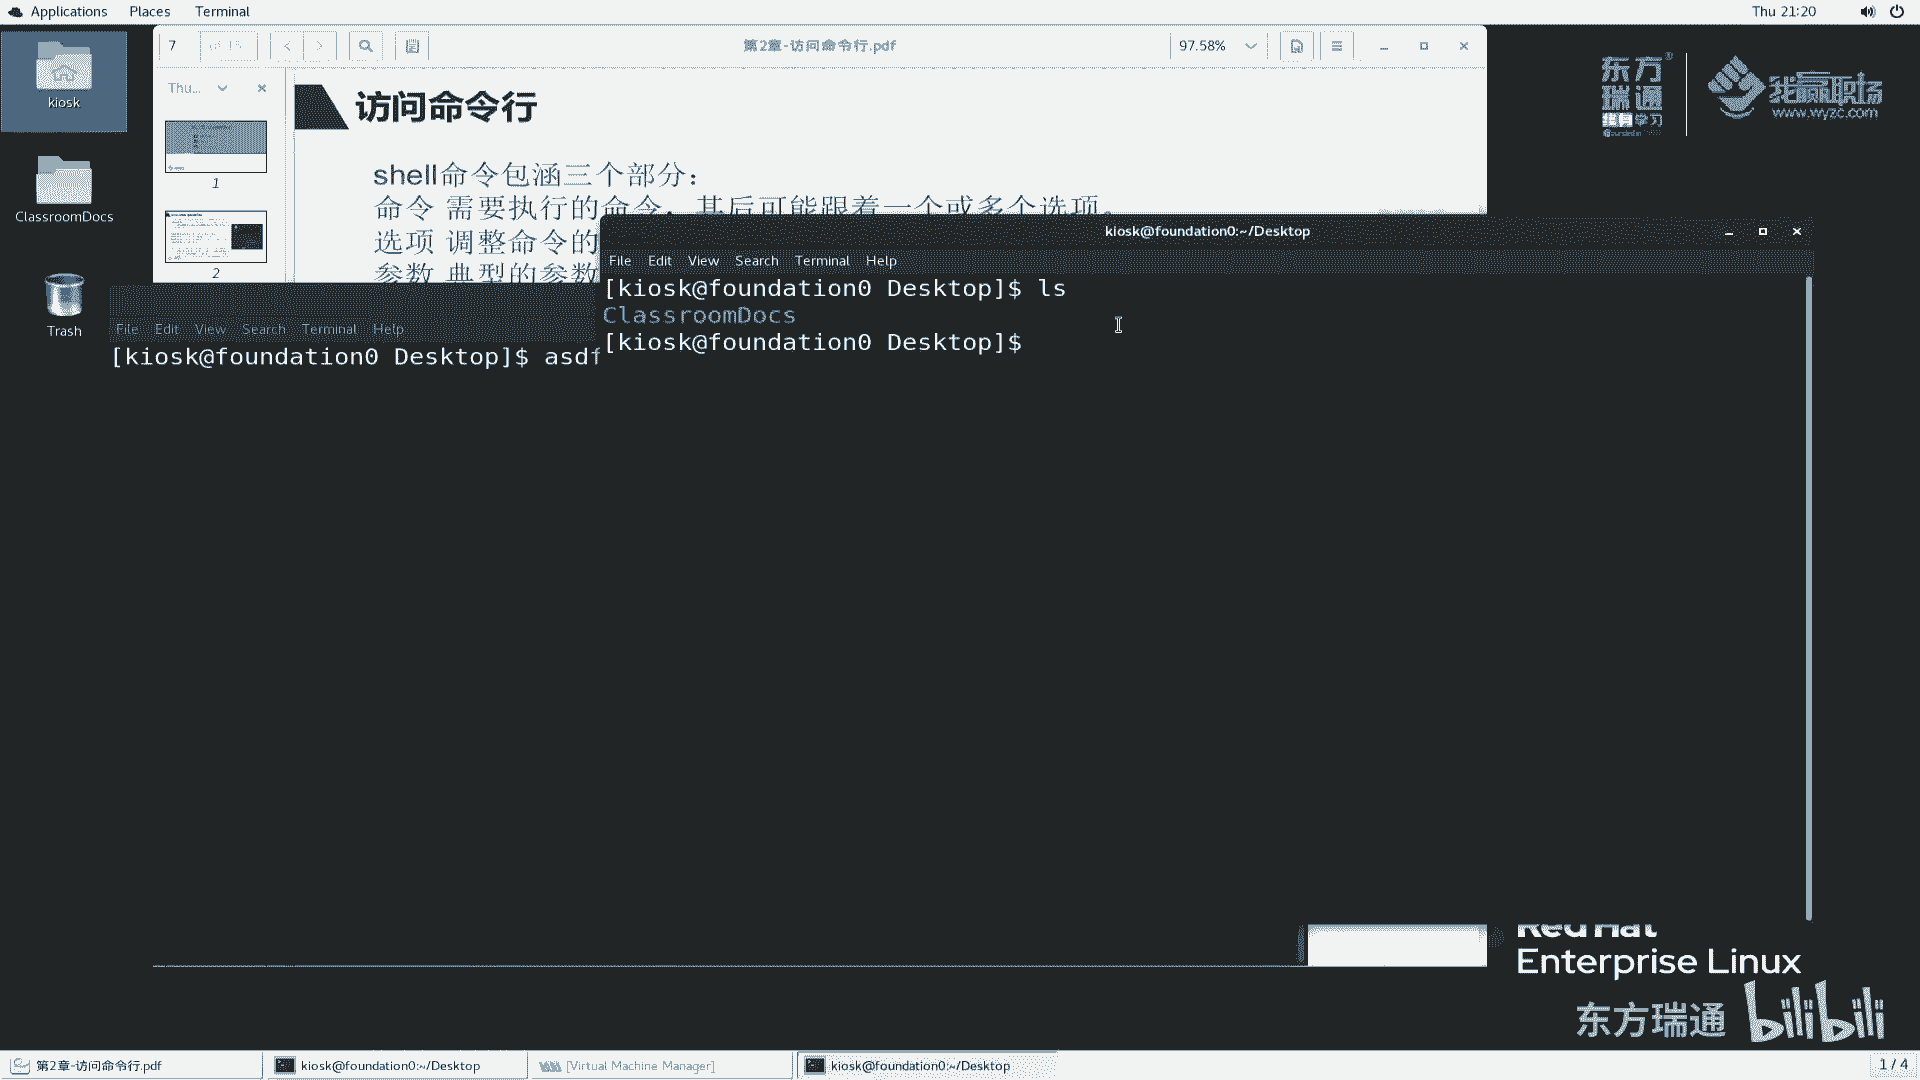 Applications Places Terminal
Thu 21:20
7
of 15
第2章-访问命令行.pdf
97.58%
kiosk
ClassroomDocs
Trash
Thu...
1
2
访问命令行
shell命令包涵三个部分：
命令 需要执行的命令，其后可能跟着一个或多个选项。
选项 调整命令的
参数 典型的参数
File Edit View Search Terminal Help
[kiosk@foundation0 Desktop]$ asdf
kiosk@foundation0:~/Desktop
File Edit View Search Terminal Help
[kiosk@foundation0 Desktop]$ ls
ClassroomDocs
[kiosk@foundation0 Desktop]$
东方
瑞通
终身学习
我赢职场
www.wyzc.com
Red Hat
Enterprise Linux
东方瑞通
bilibili
第2章-访问命令行.pdf
kiosk@foundation0:~/Desktop
[Virtual Machine Manager]
kiosk@foundation0:~/Desktop
1 / 4